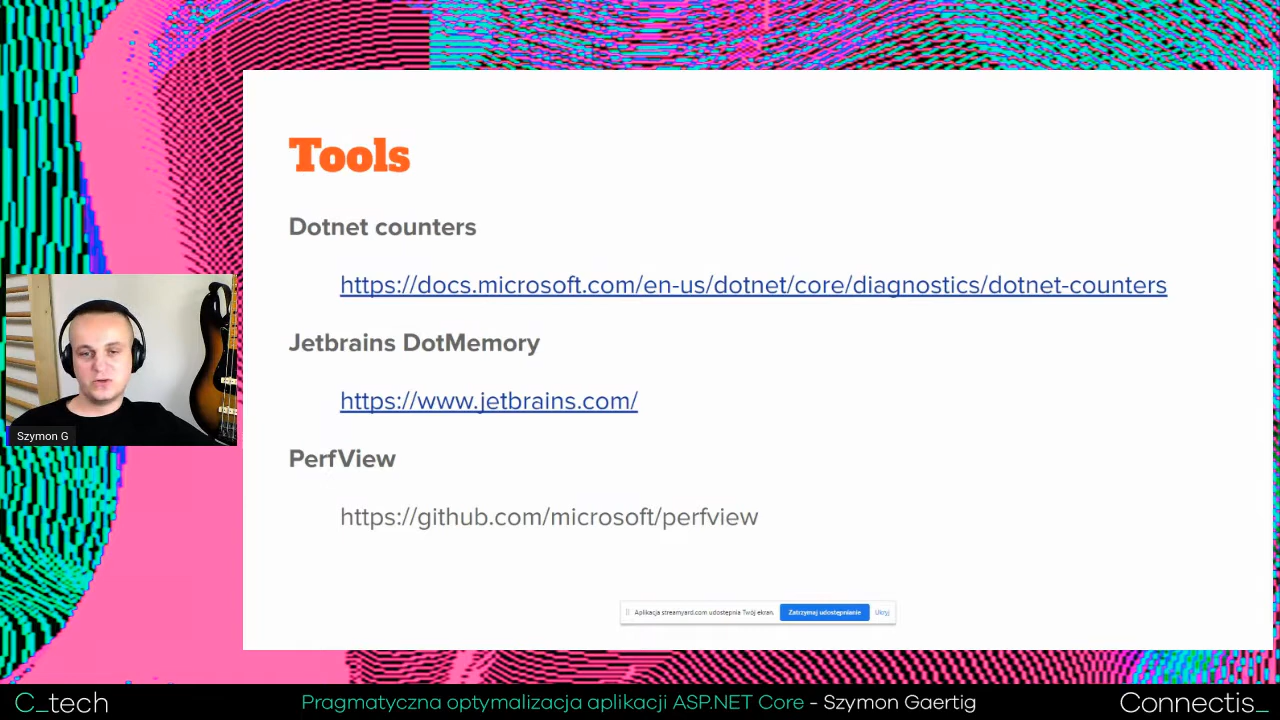 Tools
Dotnet counters
https://docs.microsoft.com/en-us/dotnet/core/diagnostics/dotnet-counters
Jetbrains DotMemory
https://www.jetbrains.com/
PerfView
https://github.com/microsoft/perfview
Szymon G
Aplikacja streamyard.com udostępnia Twój ekran. Zatrzymaj udostępnianie Ukryj
C_tech Pragmatyczna optymalizacja aplikacji ASP.NET Core - Szymon Gaertig Connectis_